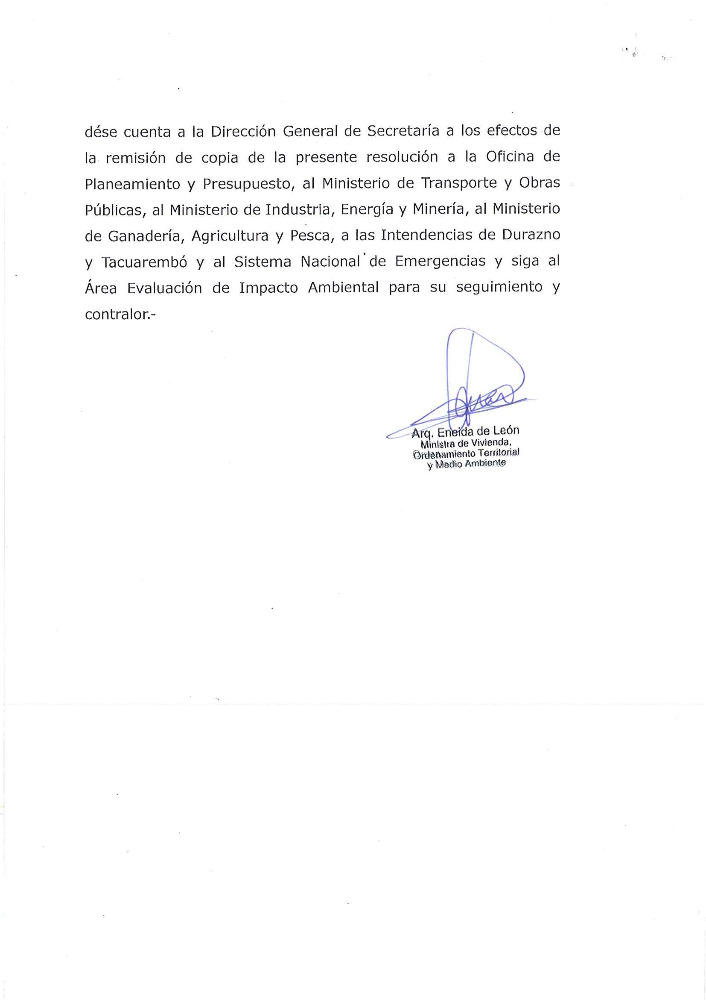 dése cuenta a la Dirección General de Secretaría a los efectos de
la remisión de copia de la presente resolución a la Oficina de
Planeamiento y Presupuesto, al Ministerio de Transporte y Obras
Públicas, al Ministerio de Industria, Energía y Minería, al Ministerio
de Ganadería, Agricultura y Pesca, a las Intendencias de Durazno
y Tacuarembó y al Sistema Nacional de Emergencias y siga al
Área Evaluación de Impacto Ambiental para su seguimiento y
contralor.-
Arq. Eneida de León
Ministra de Vivienda,
Ordenamiento Territorial
y Medio Ambiente